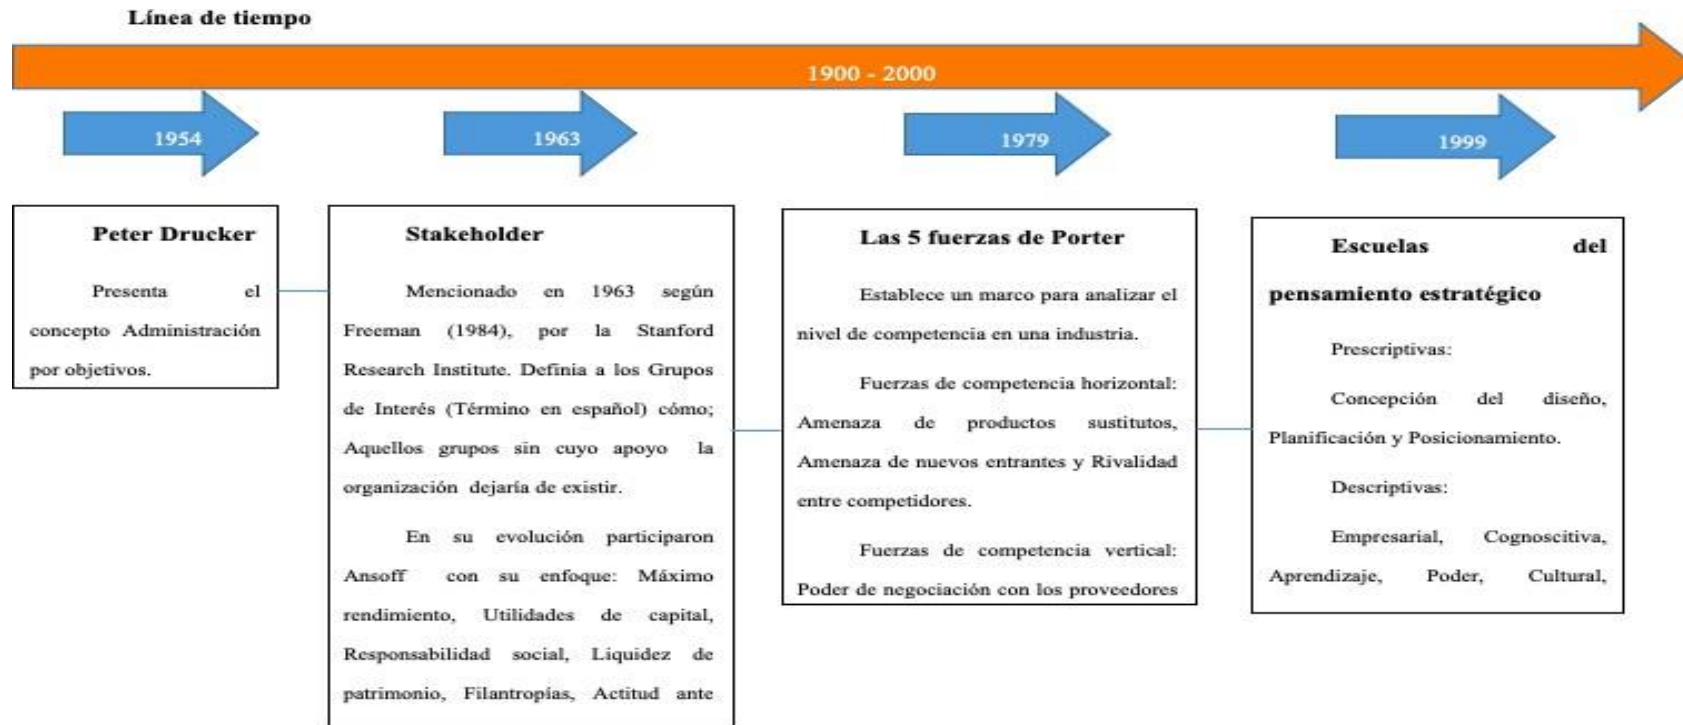 Línea de tiempo
1900 - 2000
1954
1963
1979
1999
Peter Drucker
Presenta el
concepto Administración
por objetivos.
Stakeholder
Mencionado en 1963 según
Freeman (1984), por la Stanford
Research Institute. Definia a los Grupos
de Interés (Término en español) cómo;
Aquellos grupos sin cuyo apoyo la
organización dejaría de existir.
En su evolución participaron
Ansoff con su enfoque: Máximo
rendimiento, Utilidades de capital,
Responsabilidad social, Liquidez de
patrimonio, Filantropías, Actitud ante
Las 5 fuerzas de Porter
Establece un marco para analizar el
nivel de competencia en una industria.
Fuerzas de competencia horizontal:
Amenaza de productos sustitutos,
Amenaza de nuevos entrantes y Rivalidad
entre competidores.
Fuerzas de competencia vertical:
Poder de negociación con los proveedores
Escuelas del
pensamiento estratégico
Prescriptivas:
Concepción del diseño,
Planificación y Posicionamiento.
Descriptivas:
Empresarial, Cognoscitiva,
Aprendizaje, Poder, Cultural,